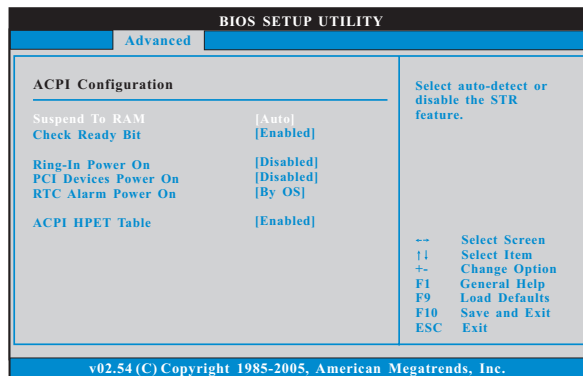 BIOS SETUP UTILITY
Advanced
ACPI Configuration
Suspend To RAM [Auto]
Check Ready Bit [Enabled]
Ring-In Power On [Disabled]
PCI Devices Power On [Disabled]
RTC Alarm Power On [By OS]
ACPI HPET Table [Enabled]
Select auto-detect or
disable the STR
feature.
←→ Select Screen
↑↓ Select Item
+- Change Option
F1 General Help
F9 Load Defaults
F10 Save and Exit
ESC Exit
v02.54 (C) Copyright 1985-2005, American Megatrends, Inc.